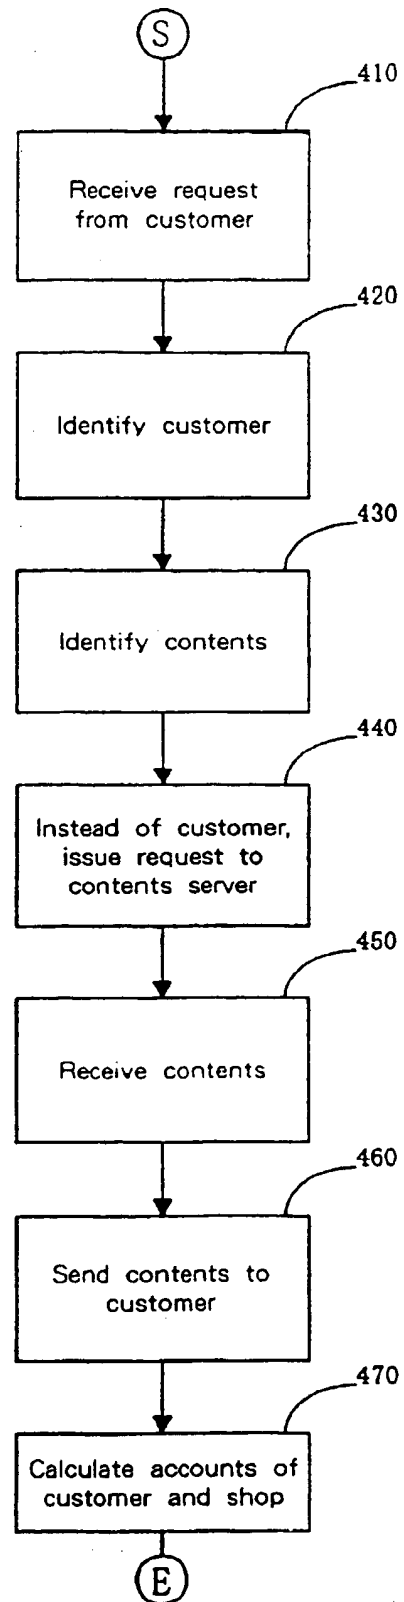 S
410
Receive request
from customer
420
Identify customer
430
Identify contents
440
Instead of customer,
issue request to
contents server
450
Receive contents
460
Send contents to
customer
470
Calculate accounts of
customer and shop
E